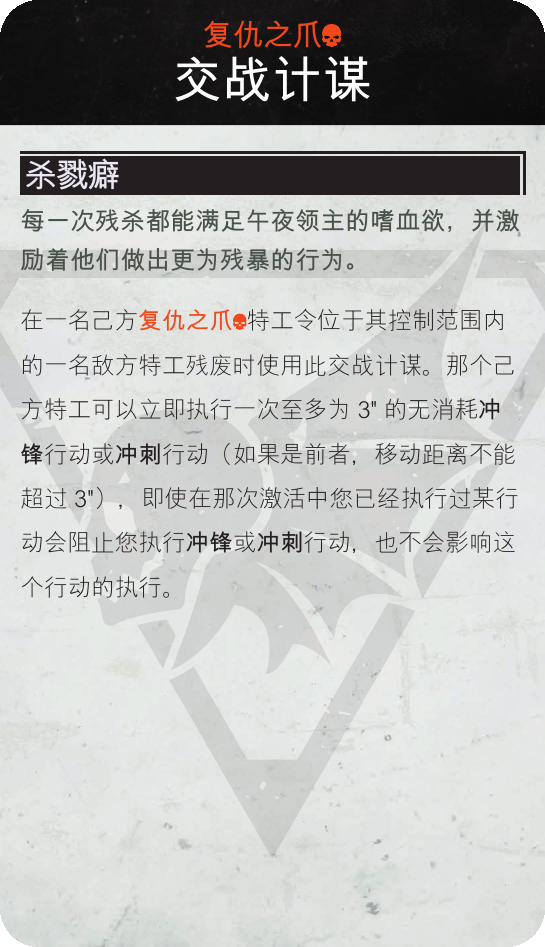 复仇之爪
交战计谋
杀戮癖
每一次残杀都能满足午夜领主的嗜血欲，并激
励着他们做出更为残暴的行为。
在一名己方复仇之爪特工令位于其控制范围内
的一名敌方特工残废时使用此交战计谋。那个己
方特工可以立即执行一次至多为 3" 的无消耗冲
锋行动或冲刺行动（如果是前者，移动距离不能
超过 3"），即使在那次激活中您已经执行过某行
动会阻止您执行冲锋或冲刺行动，也不会影响这
个行动的执行。